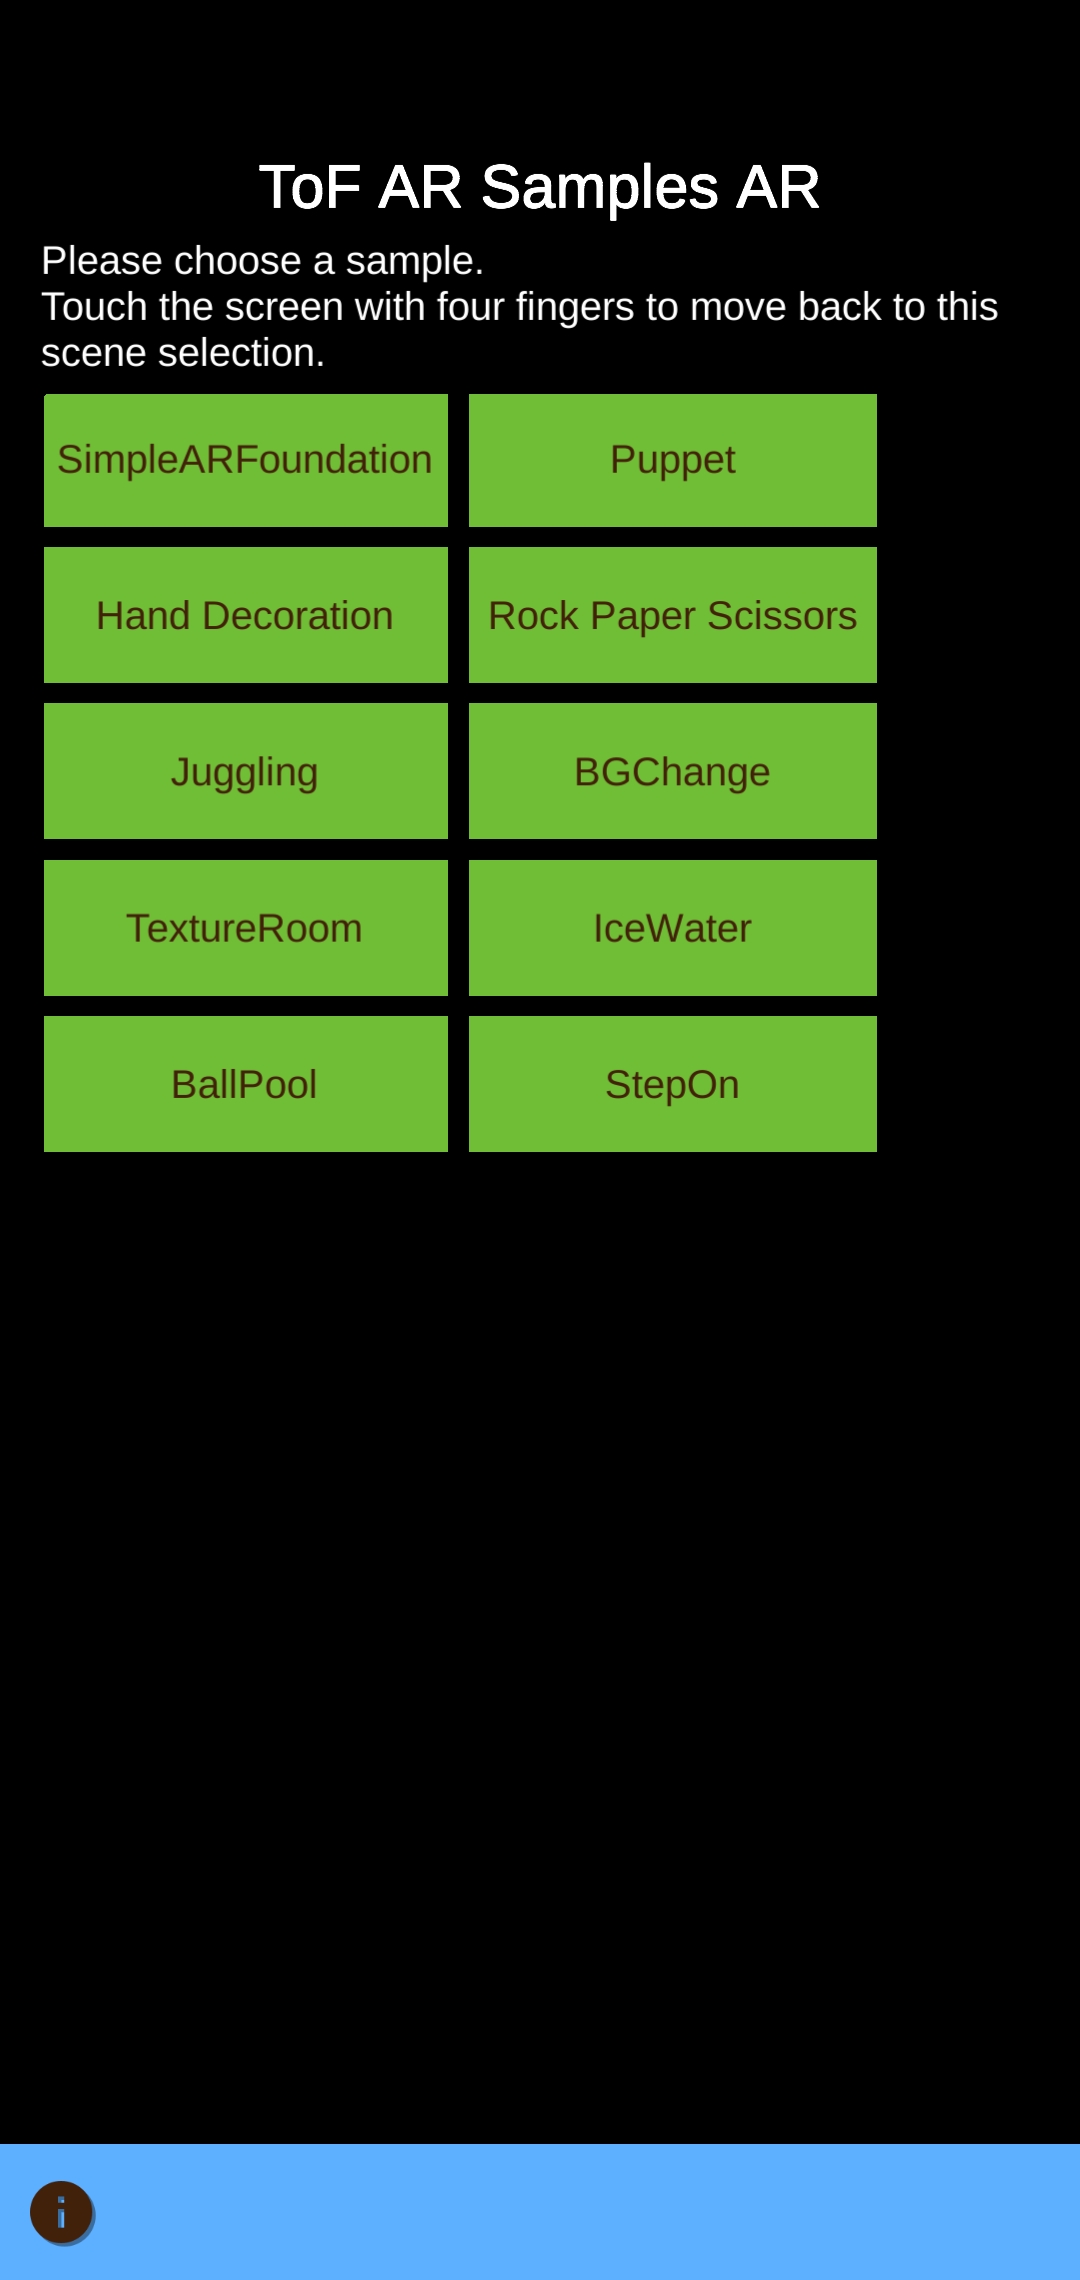 ToF AR Samples AR
Please choose a sample.
Touch the screen with four fingers to move back to this
scene selection.
SimpleARFoundation
Puppet
Hand Decoration
Rock Paper Scissors
Juggling
BGChange
TextureRoom
IceWater
BallPool
StepOn
i